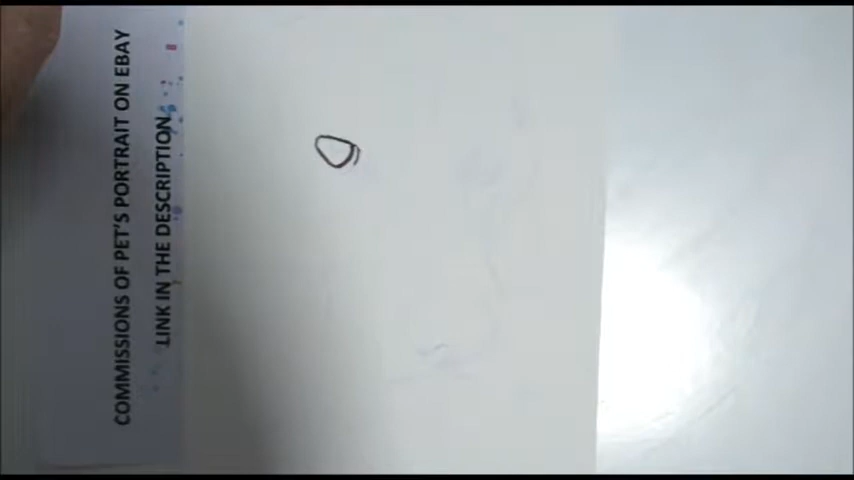 COMMISSIONS OF PET'S PORTRAIT ON EBAY
LINK IN THE DESCRIPTION